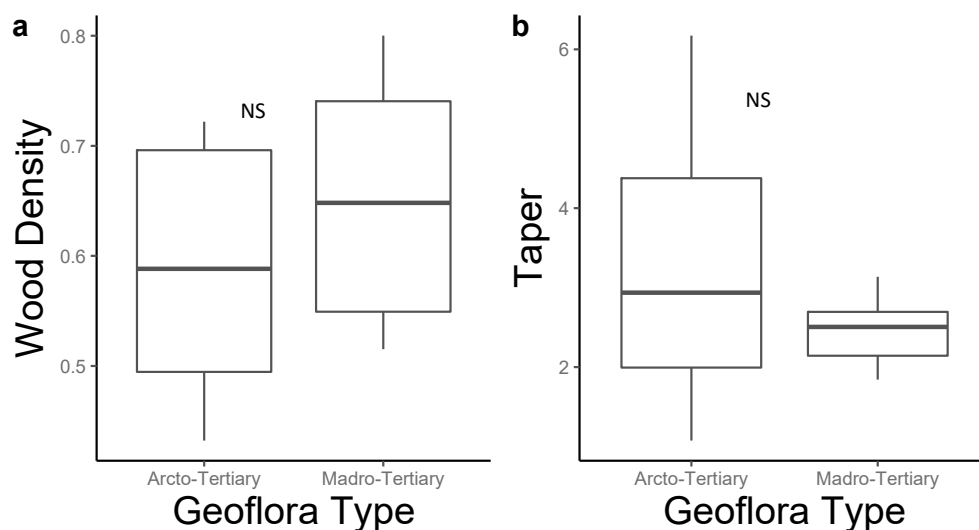 a
Wood Density
0.8
0.7
0.6
0.5
NS
Arcto-Tertiary
Madro-Tertiary
Geoflora Type
b
Taper
6
4
2
NS
Arcto-Tertiary
Madro-Tertiary
Geoflora Type